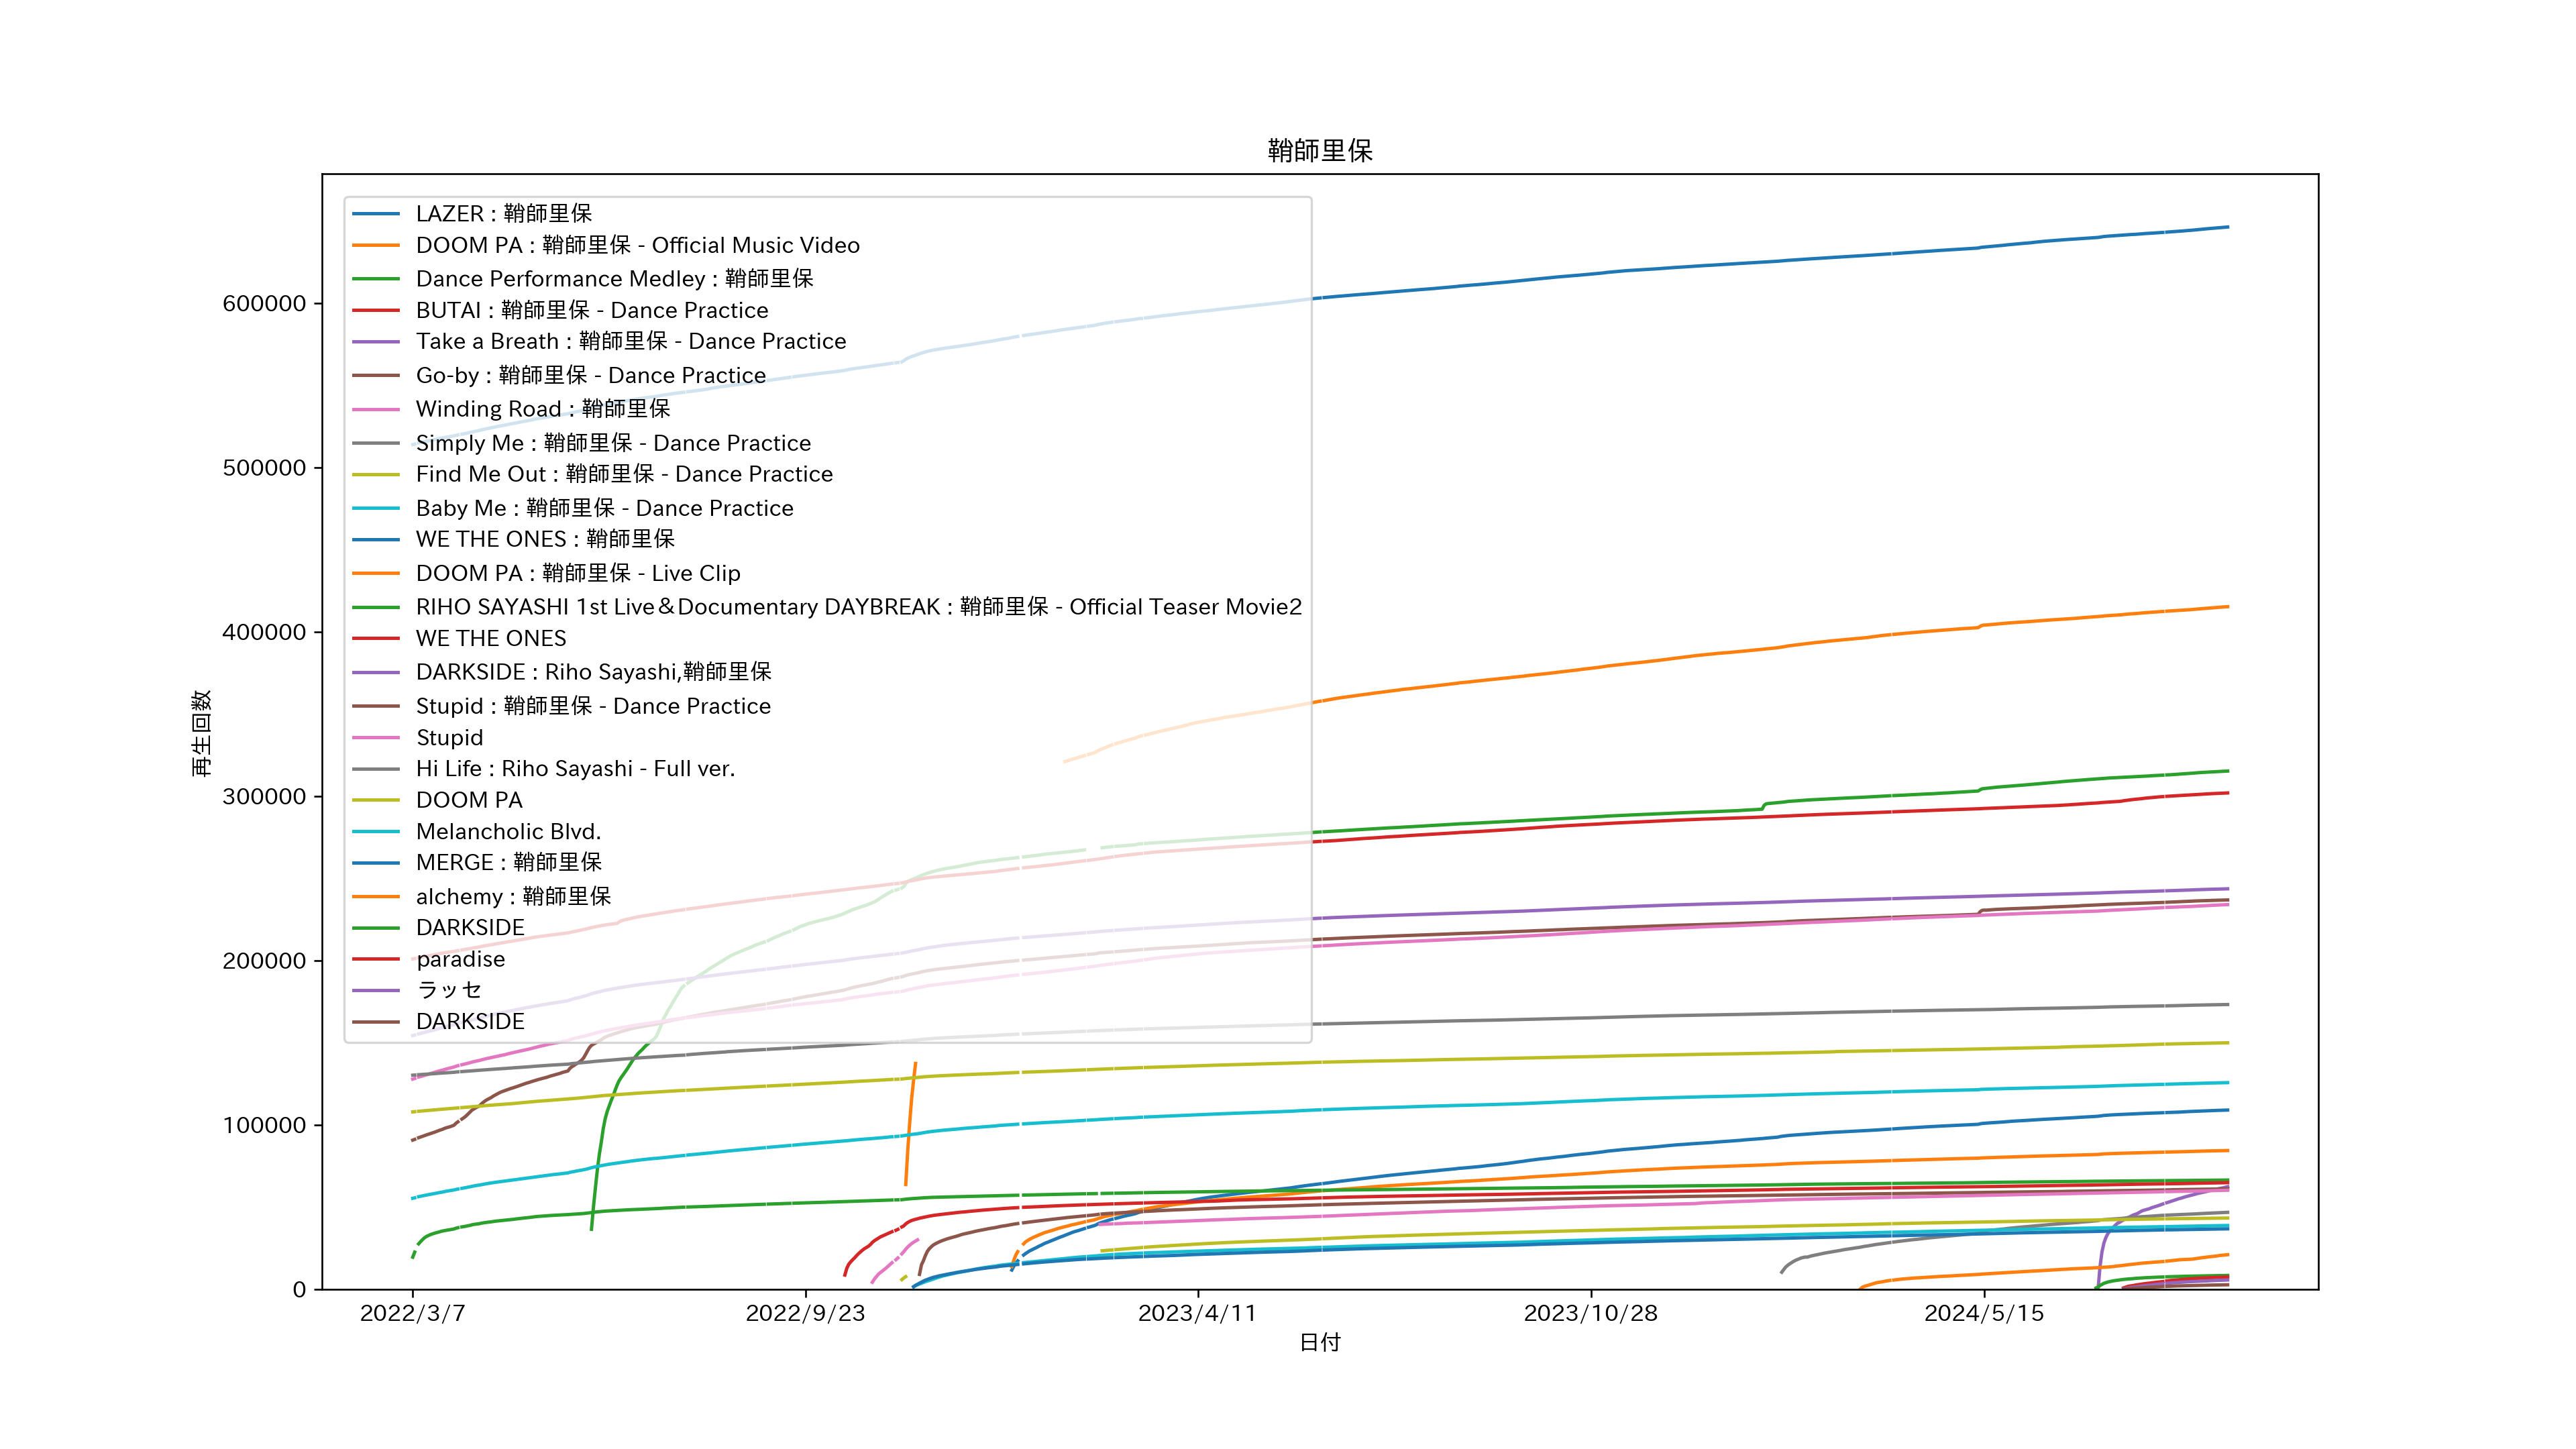 鞘師里保
LAZER : 鞘師里保
DOOM PA : 鞘師里保 - Official Music Video
Dance Performance Medley : 鞘師里保
BUTAI : 鞘師里保 - Dance Practice
Take a Breath : 鞘師里保 - Dance Practice
Go-by : 鞘師里保 - Dance Practice
Winding Road : 鞘師里保
Simply Me : 鞘師里保 - Dance Practice
Find Me Out : 鞘師里保 - Dance Practice
Baby Me : 鞘師里保 - Dance Practice
WE THE ONES : 鞘師里保
DOOM PA : 鞘師里保 - Live Clip
RIHO SAYASHI 1st Live&Documentary DAYBREAK : 鞘師里保 - Official Teaser Movie2
WE THE ONES
DARKSIDE : Riho Sayashi,鞘師里保
Stupid : 鞘師里保 - Dance Practice
Stupid
Hi Life : Riho Sayashi - Full ver.
DOOM PA
Melancholic Blvd.
MERGE : 鞘師里保
alchemy : 鞘師里保
DARKSIDE
paradise
ラッセ
DARKSIDE
600000
500000
400000
300000
200000
100000
0
再生回数
2022/3/7
2022/9/23
2023/4/11
2023/10/28
2024/5/15
日付